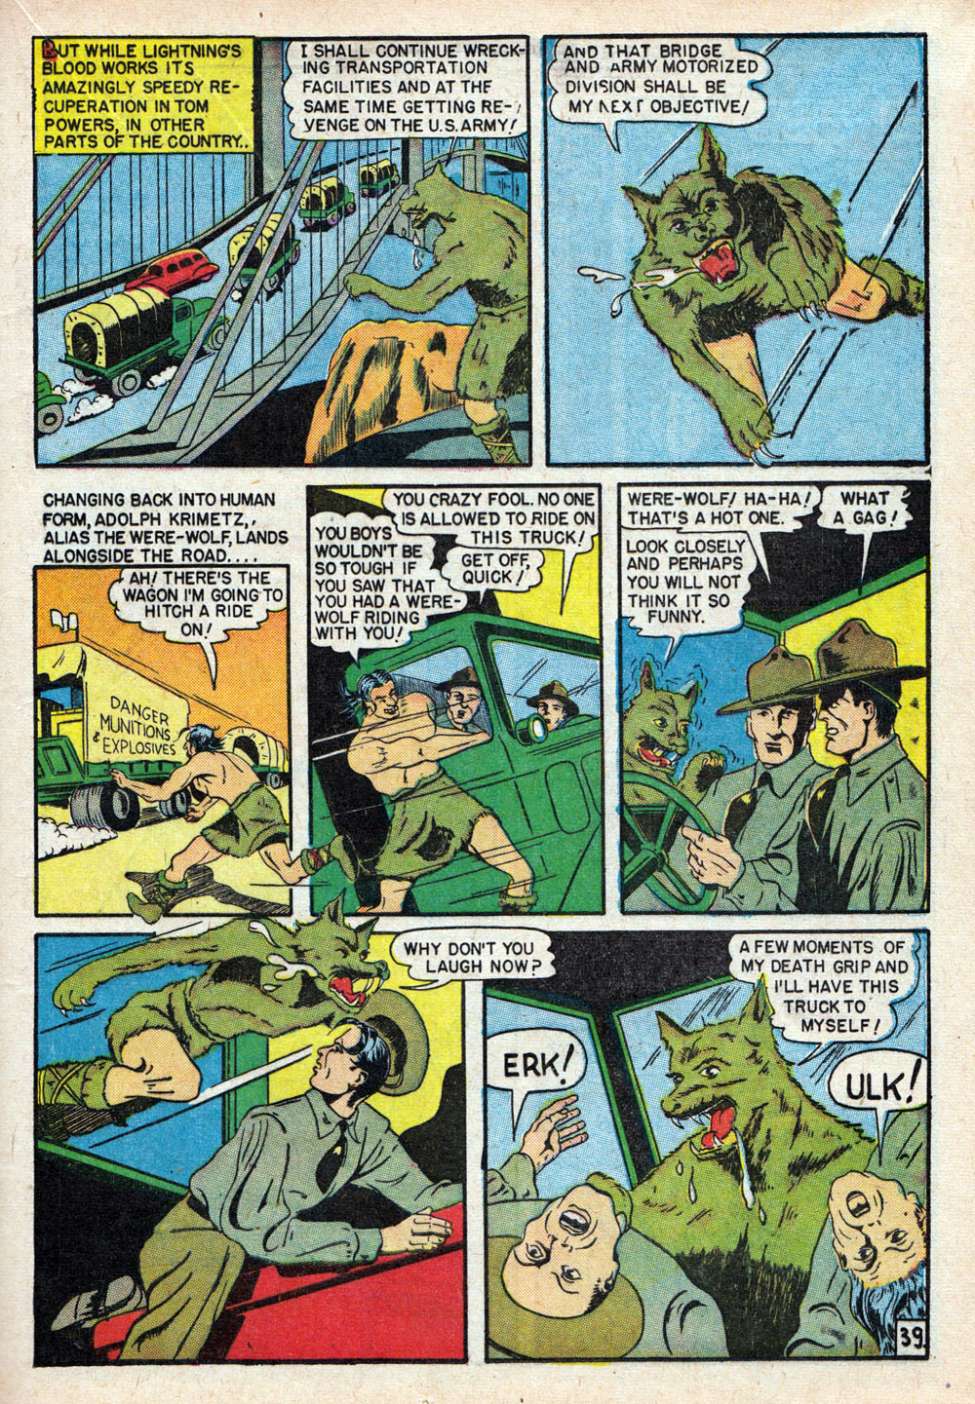 BUT WHILE LIGHTNING'S
BLOOD WORKS ITS
AMAZINGLY SPEEDY RE-
CUPERATION IN TOM
POWERS, IN OTHER
PARTS OF THE COUNTRY..
I SHALL CONTINUE WRECK-
ING TRANSPORTATION
FACILITIES AND AT THE
SAME TIME GETTING RE-
VENGE ON THE U.S. ARMY!
AND THAT BRIDGE
AND ARMY MOTORIZED
DIVISION SHALL BE
MY NEXT OBJECTIVE!
CHANGING BACK INTO HUMAN
FORM, ADOLPH KRIMETZ,
ALIAS THE WERE-WOLF, LANDS
ALONGSIDE THE ROAD....
AH! THERE'S THE
WAGON I'M GOING TO
HITCH A RIDE
ON!
DANGER
MUNITIONS
& EXPLOSIVES
YOU CRAZY FOOL. NO ONE
IS ALLOWED TO RIDE ON
THIS TRUCK!
YOU BOYS
WOULDN'T BE
SO TOUGH IF
YOU SAW THAT
YOU HAD A WERE-
WOLF RIDING
WITH YOU!
GET OFF,
QUICK!
WERE-WOLF! HA-HA!
THAT'S A HOT ONE.
WHAT
A GAG!
LOOK CLOSELY
AND PERHAPS
YOU WILL NOT
THINK IT SO
FUNNY.
WHY DON'T YOU
LAUGH NOW?
A FEW MOMENTS OF
MY DEATH GRIP AND
I'LL HAVE THIS
TRUCK TO
MYSELF!
ERK!
ULK!
39